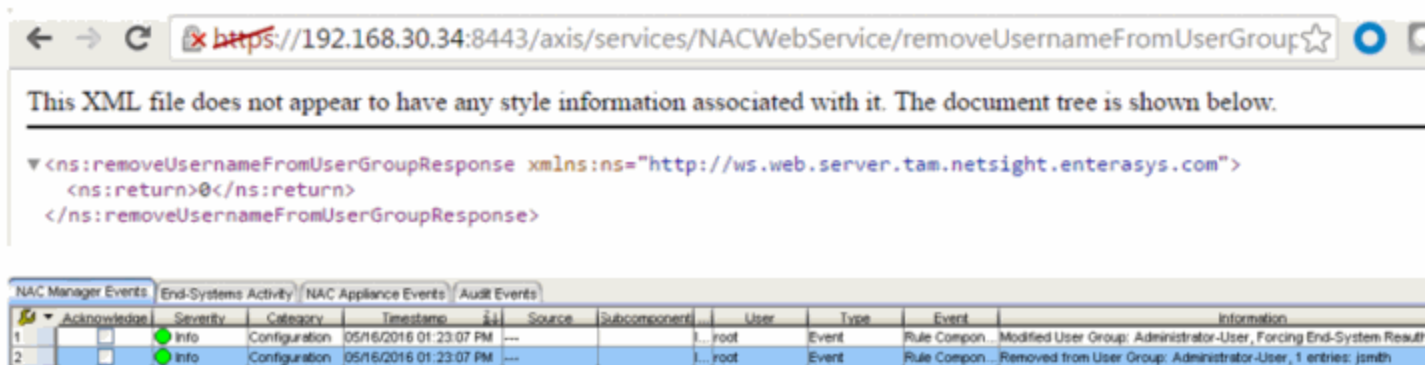 https://192.168.30.34:8443/axis/services/NACWebService/removeUsernameFromUserGroup
This XML file does not appear to have any style information associated with it. The document tree is shown below.
▼<ns:removeUsernameFromUserGroupResponse xmlns:ns="http://ws.web.server.tam.netsight.enterasys.com">
<ns:return>0</ns:return>
</ns:removeUsernameFromUserGroupResponse>
NAC Manager Events End-Systems Activity NAC Appliance Events Audit Events
Acknowledge Severity Category Timestamp Source Subcomponent ... User Type Event Information
1 Info Configuration 05/16/2016 01:23:07 PM --- I... root Event Rule Compon... Modified User Group: Administrator-User, Forcing End-System Reauth
2 Info Configuration 05/16/2016 01:23:07 PM --- I... root Event Rule Compon... Removed from User Group: Administrator-User, 1 entries: jsmith